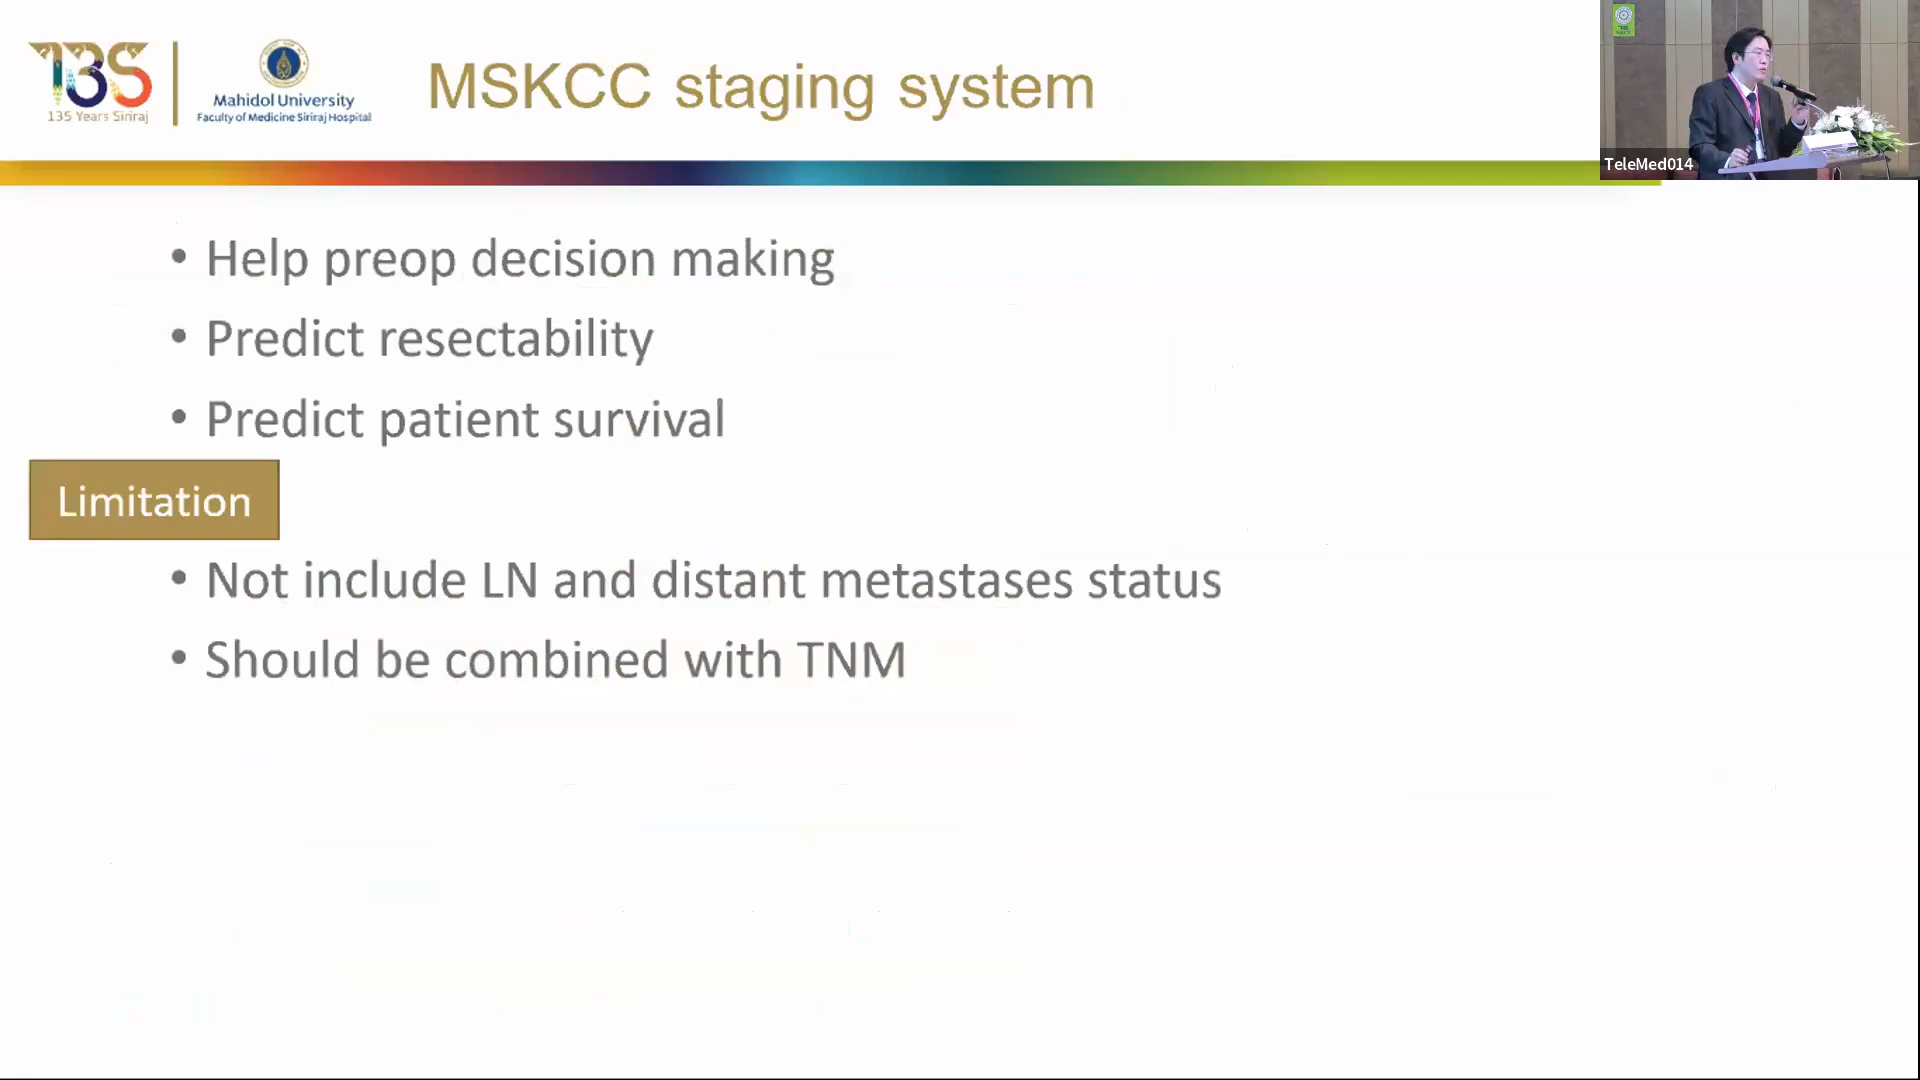 135
135 Years Siriraj
Mahidol University
Faculty of Medicine Siriraj Hospital
MSKCC staging system
TeleMed014
• Help preop decision making
• Predict resectability
• Predict patient survival
Limitation
• Not include LN and distant metastases status
• Should be combined with TNM